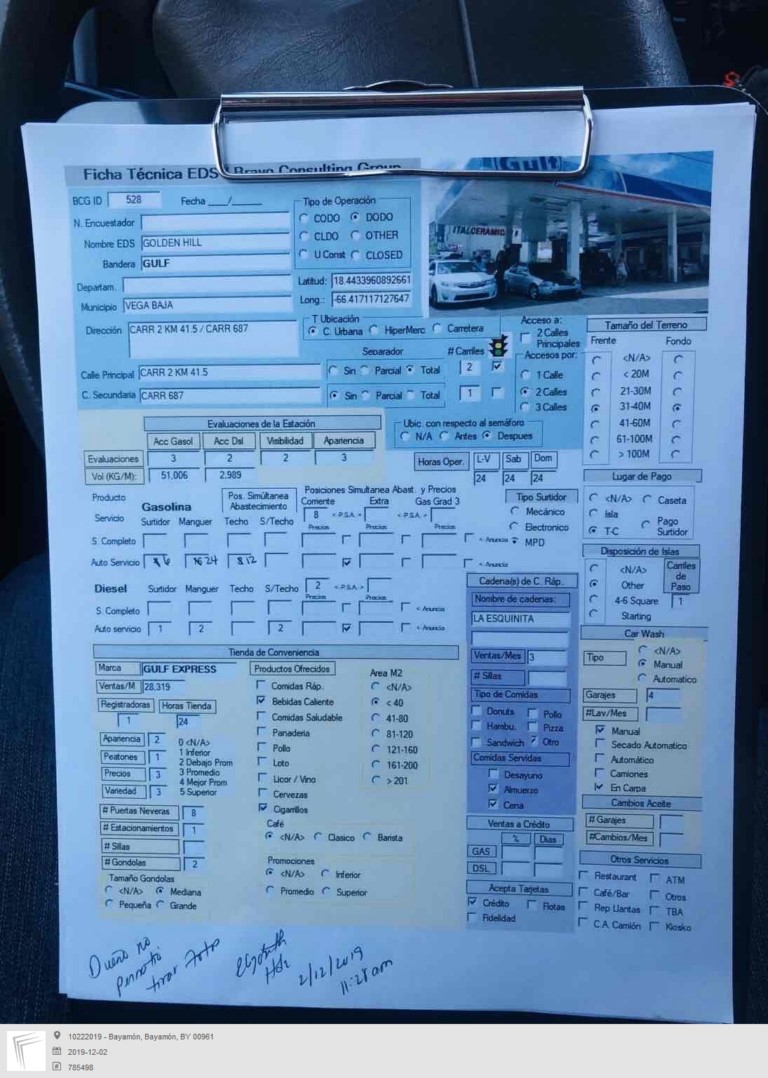 Ficha Técnica EDS Bravo Consulting Group
BCG ID 528 Fecha ___/___
Tipo de Operación
CODO DODO
CLDO OTHER
U Const CLOSED
N. Encuestador
Nombre EDS GOLDEN HILL
Bandera GULF
Departam.
Municipio VEGA BAJA
Latitud: 18.4433960892661
Long.: -66.417117127647
Gulf
ITALCERAMIC
Dirección CARR 2 KM 41.5 / CARR 687
T Ubicación
C. Urbana HiperMerc Carretera
Acceso a:
2 Calles Principales
Separador # Carriles
Calle Principal CARR 2 KM 41.5 Sin Parcial Total 2
C. Secundaria CARR 687 Sin Parcial Total 1
Accesos por:
1 Calle
2 Calles
3 Calles
Tamaño del Terreno
Frente Fondo
<N/A>
< 20M
21-30M
31-40M
41-60M
61-100M
> 100M
Evaluaciones de la Estación
Acc Gasol Acc Dsl Visibilidad Apariencia
Evaluaciones 3 2 2 3
Vol (KG/M): 51,006 2,989
Ubic. con respecto al semáforo
N/A Antes Despues
Horas Oper. L-V Sab Dom
24 24 24
Lugar de Pago
<N/A> Caseta
Isla
T-C Pago Surtidor
Producto Gasolina Pos. Simúltanea Abastecimiento
Posiciones Simultanea Abast. y Precios
Corriente Extra Gas Grad 3
8 < P.S.A. > < P.S.A. >
Servicio Surtidor Manguer Techo S/Techo Precios Precios Precios
S. Completo < Anuncia
Auto Servicio 6 24 8 12 < Anuncia
Tipo Surtidor
Mecánico
Electronico
MPD
Disposición de Islas
<N/A>
Other
4-6 Square
Starting
Carriles de Paso
1
Diesel Surtidor Manguer Techo S/Techo 2 < P.S.A. >
Precios Precios
S. Completo < Anuncia
Auto servicio 1 2 2 < Anuncia
Cadena(s) de C. Ráp.
Nombre de cadenas:
LA ESQUINITA
Ventas/Mes 3
# Sillas
Tipo de Comidas
Donuts Pollo
Hambu. Pizza
Sandwich Otro
Comidas Servidas
Desayuno
Almuerzo
Cena
Ventas a Crédito
% Dias
GAS
DSL
Acepta Tarjetas
Crédito Flotas
Fidelidad
Car Wash
Tipo <N/A>
Manual
Automatico
Garajes 4
#Lav/Mes
Manual
Secado Automatico
Automático
Camiones
En Carpa
Cambios Aceite
# Garajes
#Cambios/Mes
Otros Servicios
Restaurant ATM
Café/Bar Otros
Rep Llantas TBA
C.A. Camión Kiosko
Tienda de Conveniencia
Marca GULF EXPRESS
Ventas/M 28,319
Registradoras Horas Tienda
1 24
Apariencia 2
Peatones 1
Precios 3
Variedad 3
0 <N/A>
1 Inferior
2 Debajo Prom
3 Promedio
4 Mejor Prom
5 Superior
# Puertas Neveras 8
# Estacionamientos 1
# Sillas
# Gondolas 2
Tamaño Gondolas
<N/A> Mediana
Pequeña Grande
Productos Ofrecidos
Comidas Ráp.
Bebidas Caliente
Comidas Saludable
Panaderia
Pollo
Loto
Licor / Vino
Cervezas
Cigarrillos
Café
<N/A> Clasico Barista
Promociones
<N/A> Inferior
Promedio Superior
Area M2
<N/A>
< 40
41-80
81-120
121-160
161-200
> 201
Dueño no
permitió
tirar fotos
2/12/2019
11:28 am
10222019 - Bayamón, Bayamón, BY 00961
2019-12-02
785498